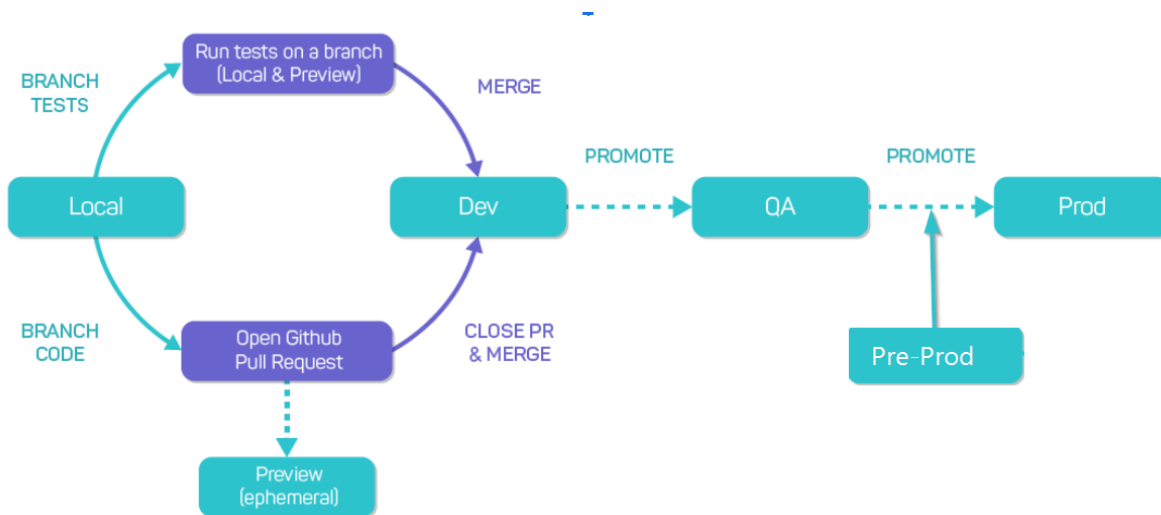 Run tests on a branch
(Local & Preview)
BRANCH
TESTS
MERGE
PROMOTE
PROMOTE
Local
Dev
QA
Prod
BRANCH
CODE
Open Github
Pull Request
CLOSE PR
& MERGE
Pre-Prod
Preview
(ephemeral)